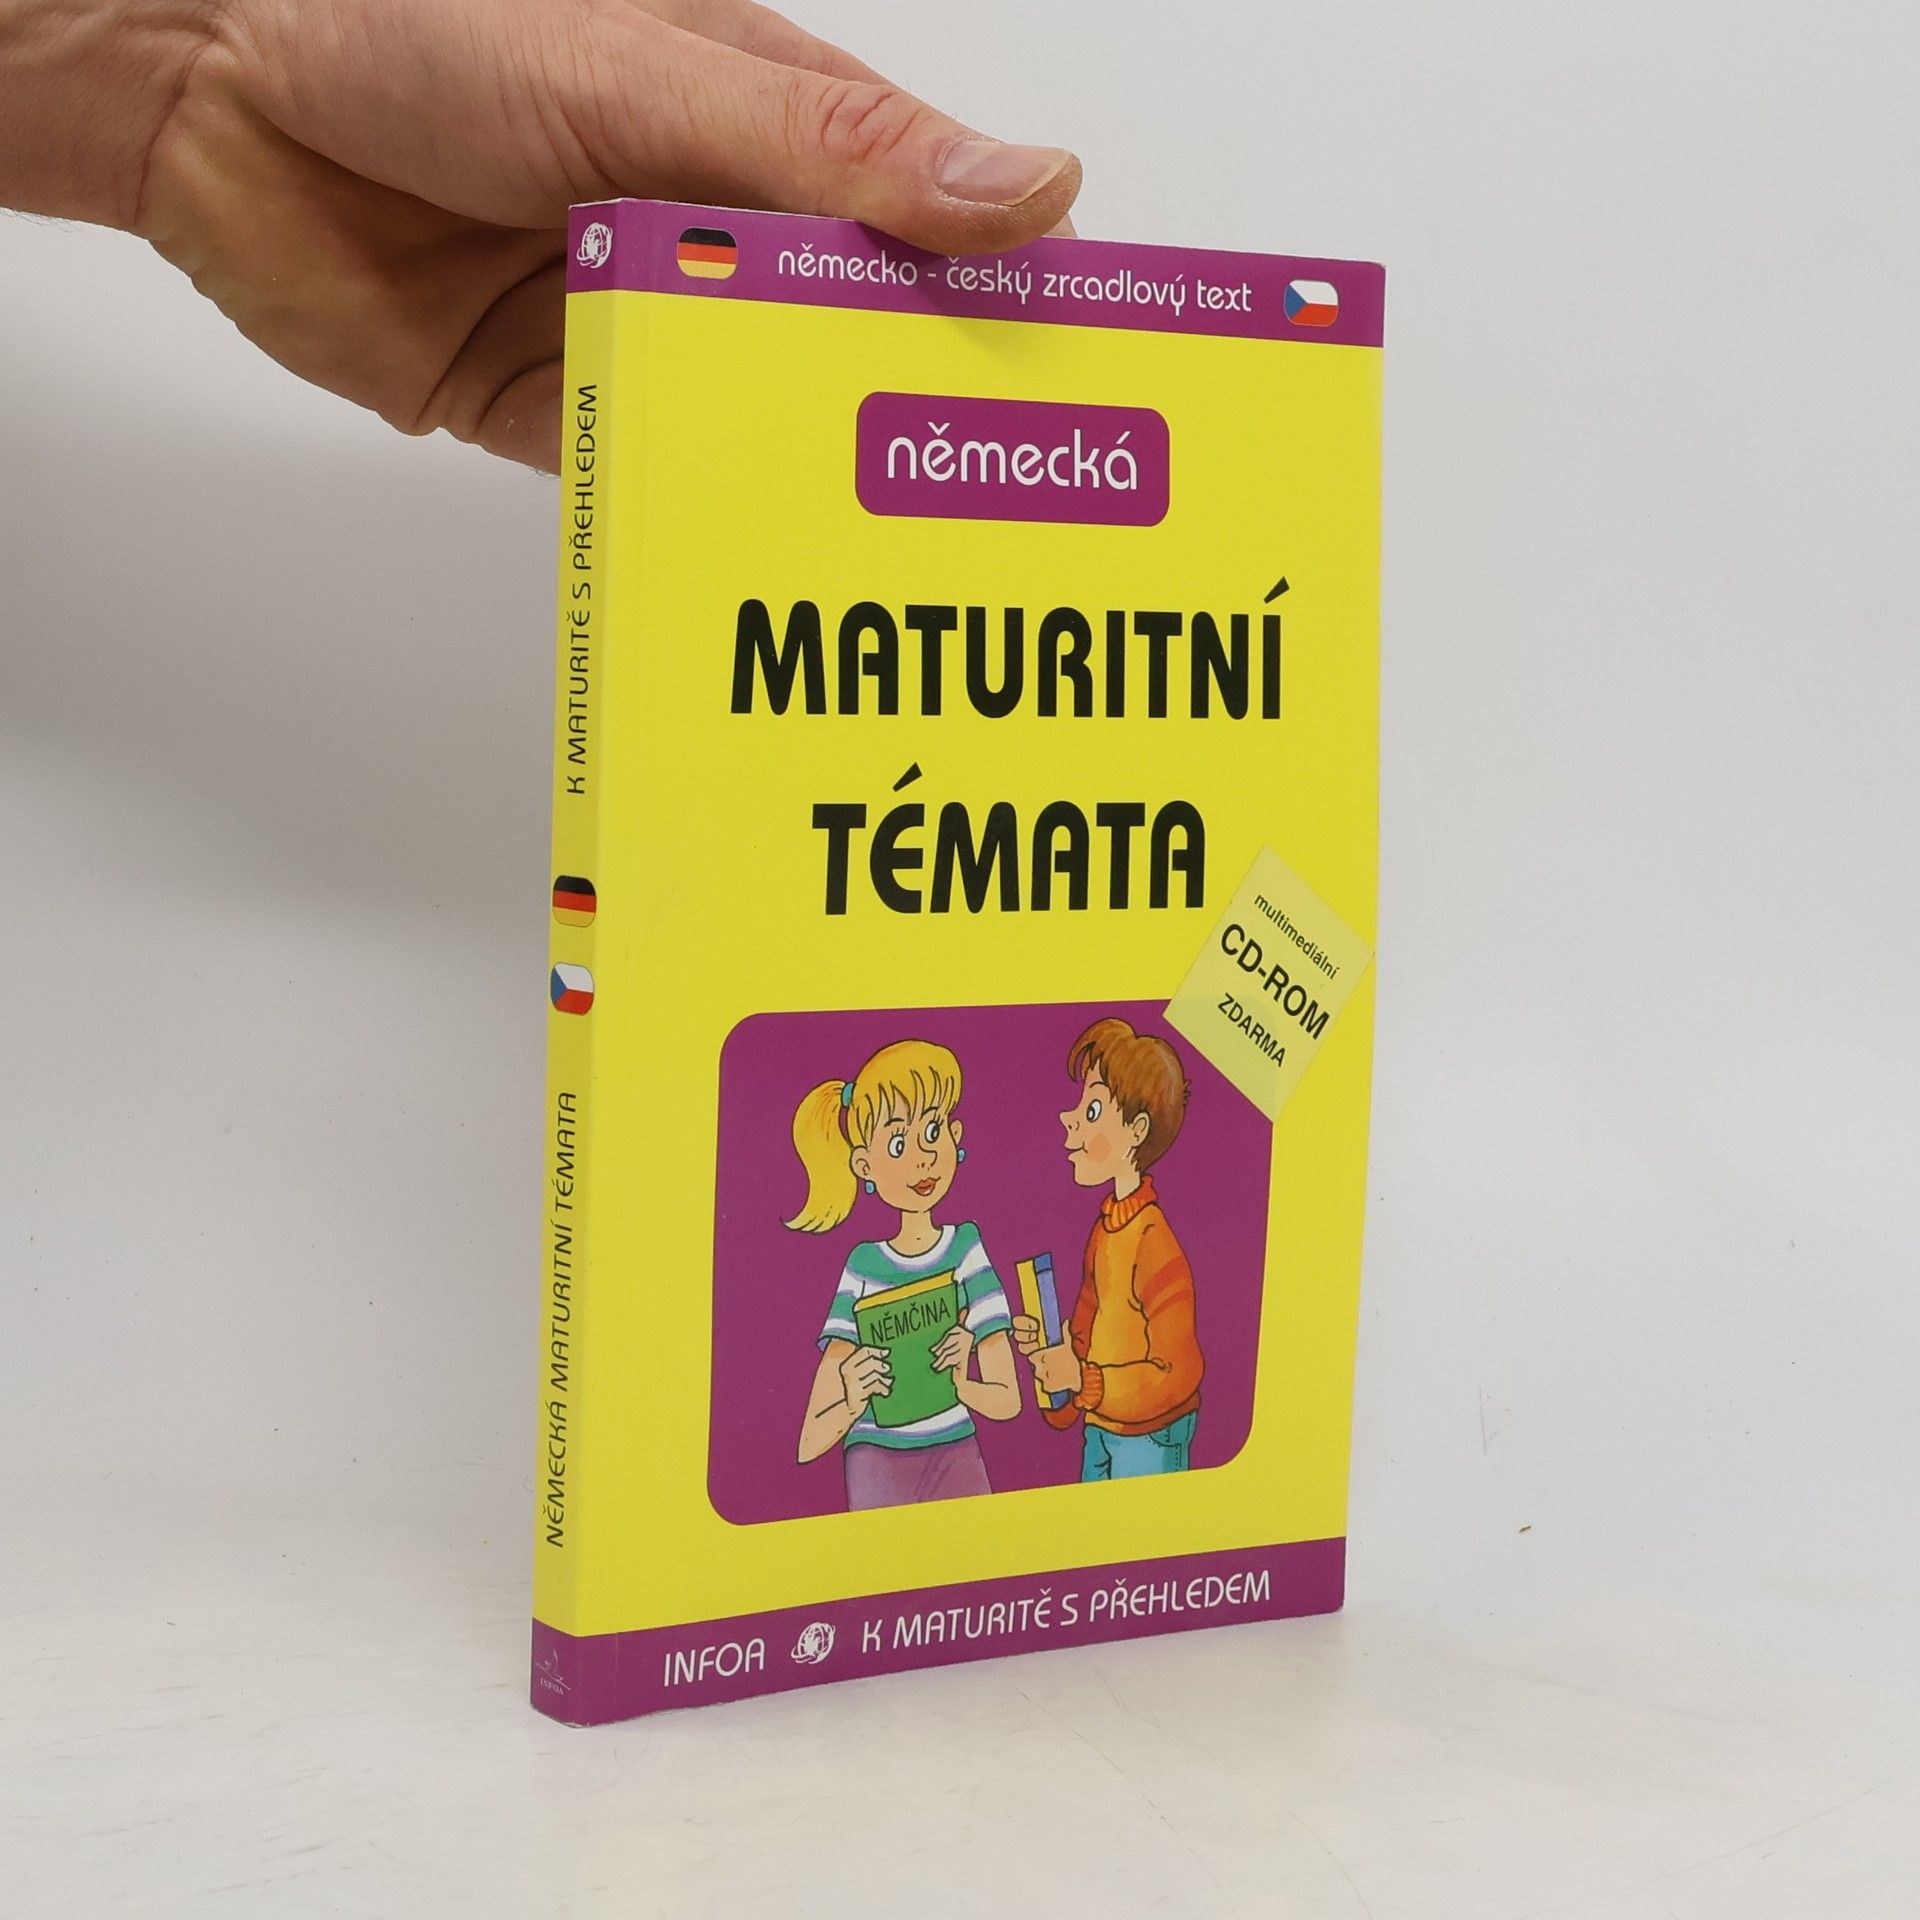 německo - český zrcadlový text
německá
MATURITNÍ
TÉMATA
multimediální
CD-ROM
ZDARMA
NĚMČINA
INFOA
K MATURITĚ S PŘEHLEDEM
K MATURITĚ S PŘEHLEDEM
NĚMECKÁ MATURITNÍ TÉMATA
INFOA